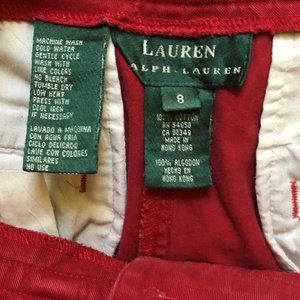 MACHINE WASH
COLD WATER
GENTLE CYCLE
WASH WITH
LIKE COLORS
NO BLEACH
TUMBLE DRY
LOW HEAT
PRESS WITH
COOL IRON
IF NECESSARY
LAVADO A MAQUINA
CON AGUA FRIA
CICLO DELICADO
LAVE CON COLORES
SIMILARES
NO USE
LAUREN
RALPH LAUREN
8
100% COTTON
RN 94650
CA 02349
MADE IN
HONG KONG
100% ALGODON
HECHO EN
HONG KONG